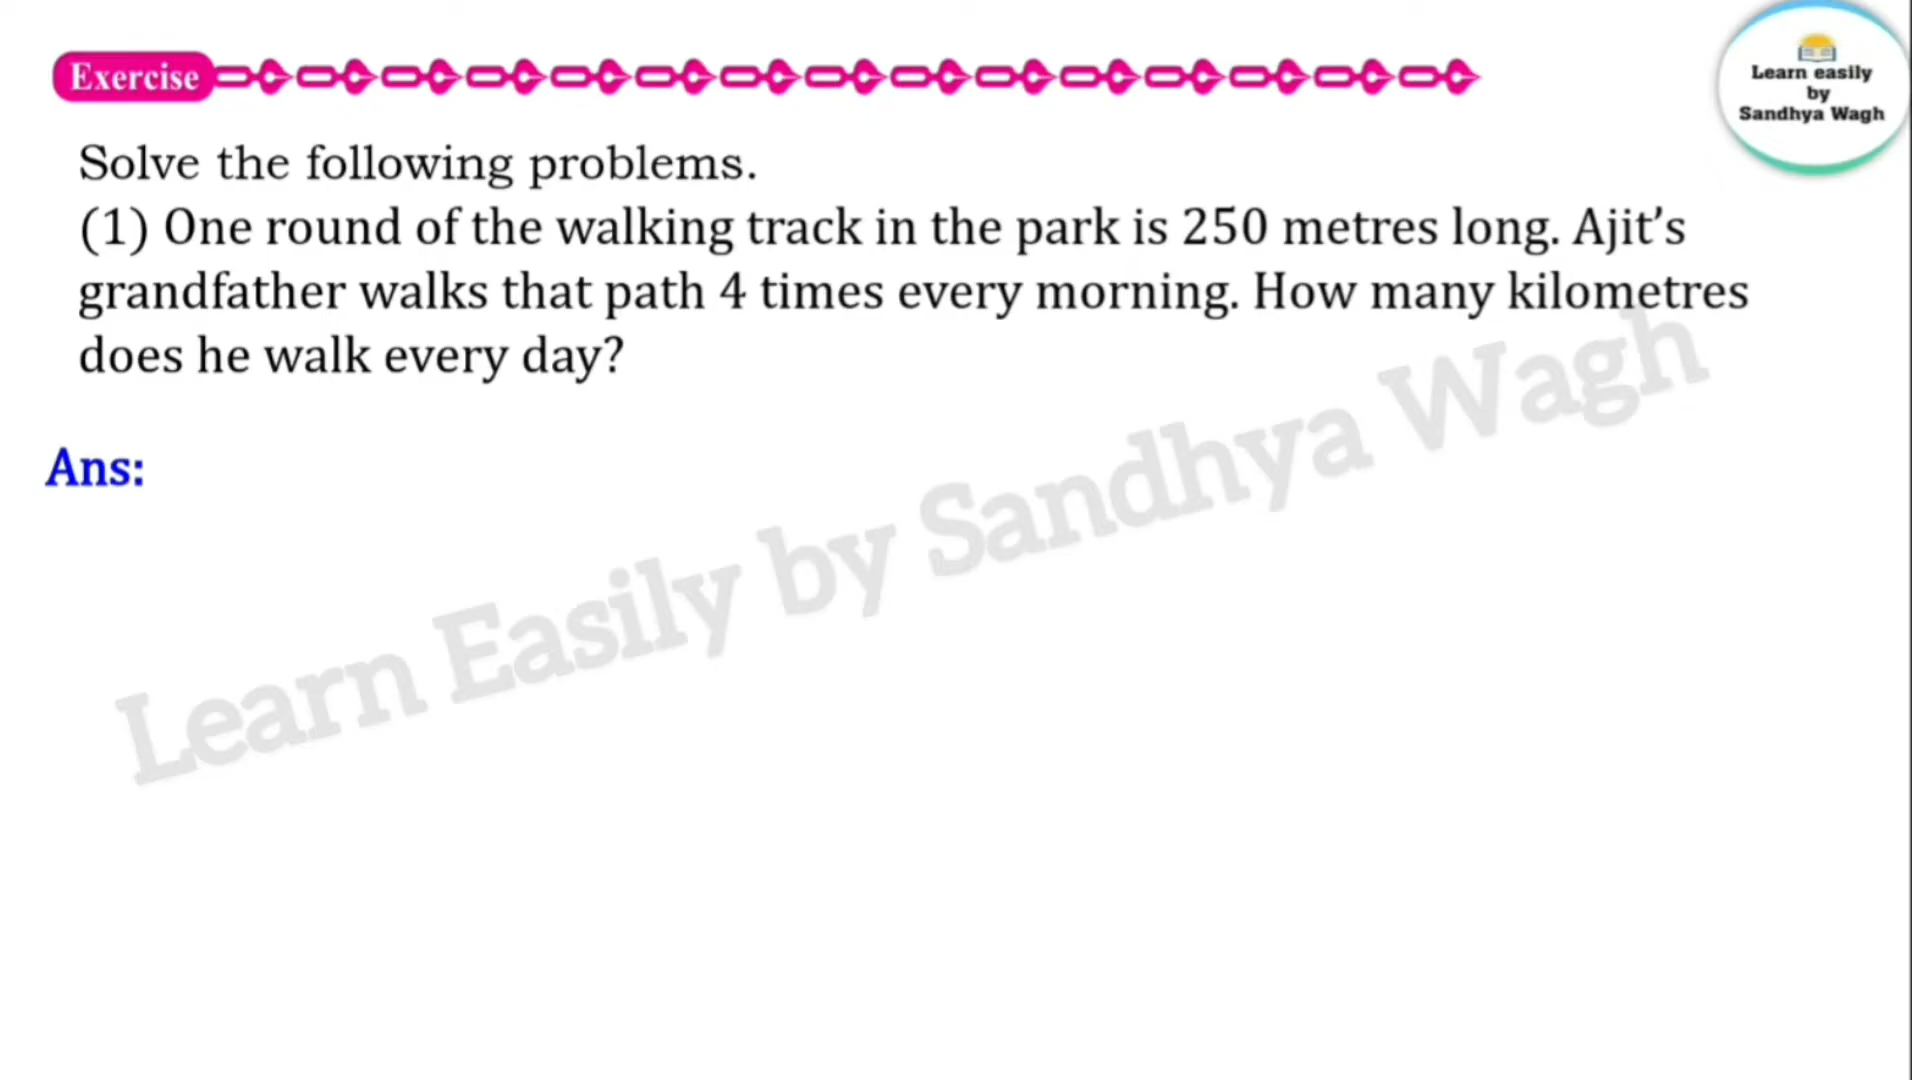 Exercise
Learn easily
by
Sandhya Wagh
Solve the following problems.
(1) One round of the walking track in the park is 250 metres long. Ajit’s
grandfather walks that path 4 times every morning. How many kilometres
does he walk every day?
Ans:
Learn Easily by Sandhya Wagh